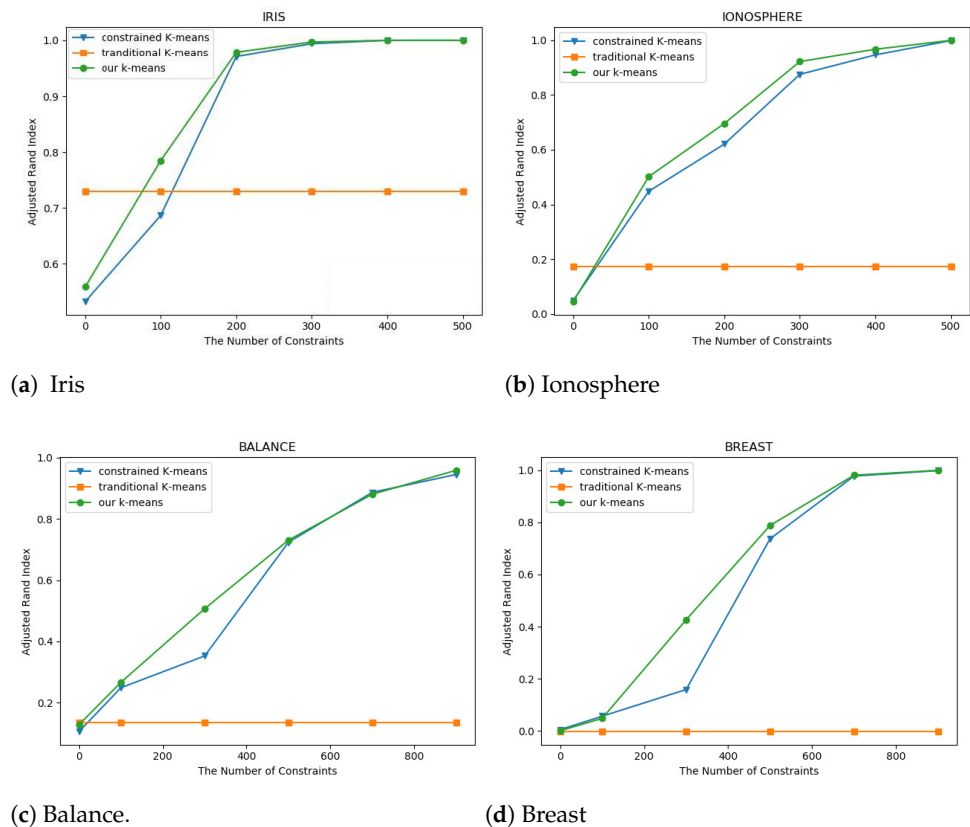 IRIS
constrained K-means
tranditional K-means
our k-means
1.0
0.9
0.8
0.7
0.6
Adjusted Rand Index
0 100 200 300 400 500
The Number of Constraints
(a) Iris
IONOSPHERE
constrained K-means
traditional K-means
our k-means
1.0
0.8
0.6
0.4
0.2
0.0
Adjusted Rand Index
0 100 200 300 400 500
The Number of Constraints
(b) Ionosphere
BALANCE
constrained K-means
tranditional K-means
our k-means
1.0
0.8
0.6
0.4
0.2
Adjusted Rand Index
0 200 400 600 800
The Number of Constraints
(c) Balance.
BREAST
constrained K-means
traditional K-means
our k-means
1.0
0.8
0.6
0.4
0.2
0.0
Adjusted Rand Index
0 200 400 600 800
The Number of Constraints
(d) Breast